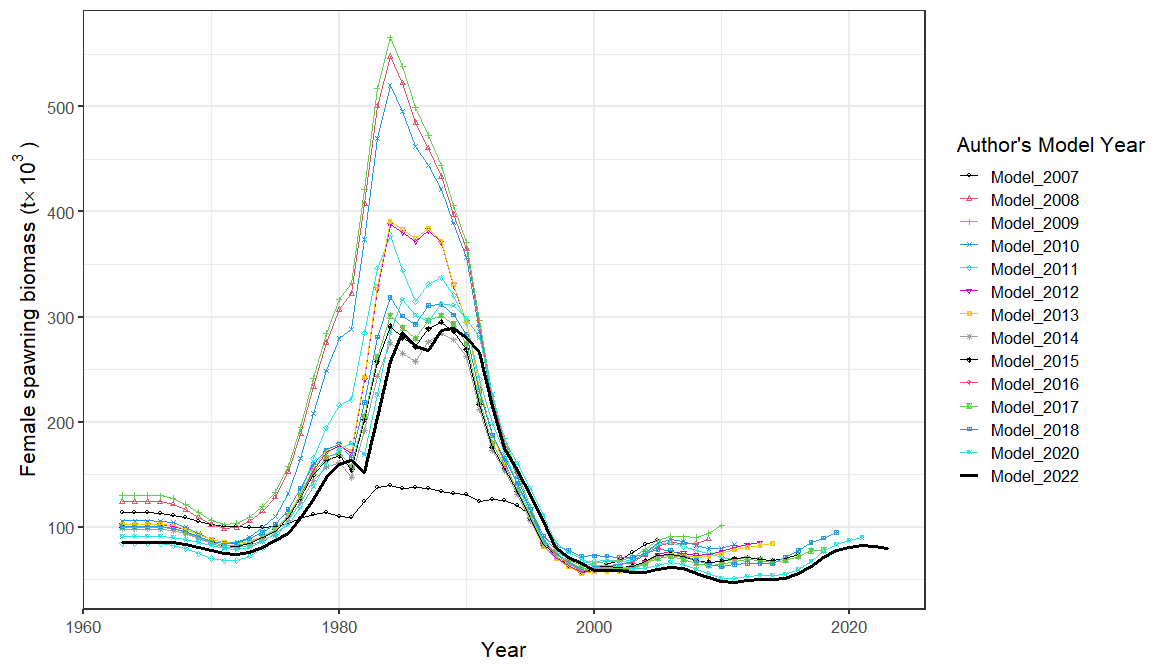 Female spawning biomass (t× 10³ )
500
400
300
200
100
1960
1980
2000
2020
Year
Author's Model Year
Model_2007
Model_2008
Model_2009
Model_2010
Model_2011
Model_2012
Model_2013
Model_2014
Model_2015
Model_2016
Model_2017
Model_2018
Model_2020
Model_2022